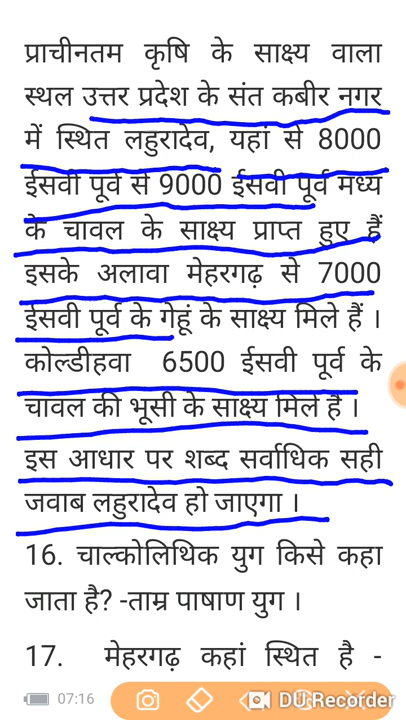 प्राचीनतम कृषि के साक्ष्य वाला
स्थल उत्तर प्रदेश के संत कबीर नगर
में स्थित लहुरादेव, यहां से 8000
ईसवी पूर्व से 9000 ईसवी पूर्व मध्य
के चावल के साक्ष्य प्राप्त हुए हैं
इसके अलावा मेहरगढ़ से 7000
ईसवी पूर्व के गेहूं के साक्ष्य मिले हैं ।
कोल्डीहवा 6500 ईसवी पूर्व के
चावल की भूसी के साक्ष्य मिले हैं ।
इस आधार पर शब्द सर्वाधिक सही
जवाब लहुरादेव हो जाएगा ।
16. चाल्कोलिथिक युग किसे कहा
जाता है? -ताम्र पाषाण युग ।
17. मेहरगढ़ कहां स्थित है -
07:16
DU Recorder